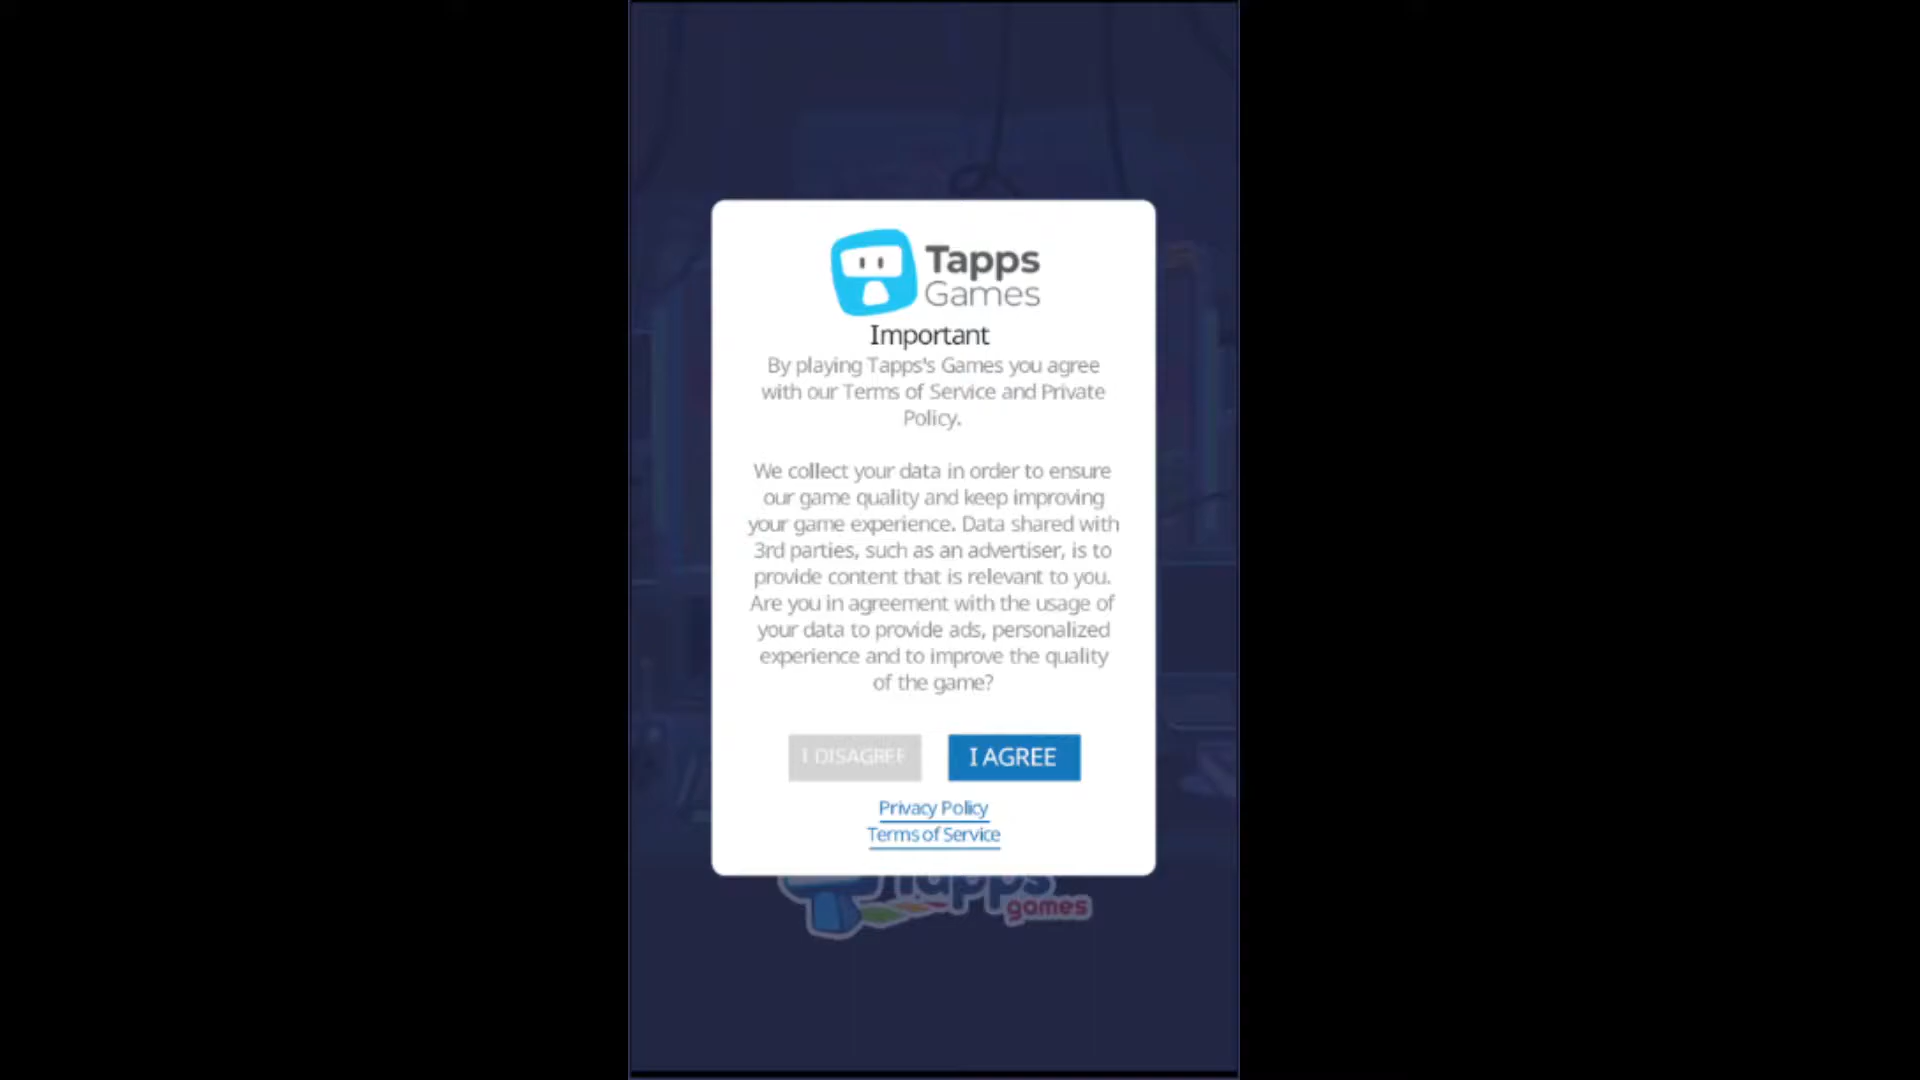 Tapps
Games
Important
By playing Tapps's Games you agree
with our Terms of Service and Private
Policy.
We collect your data in order to ensure
our game quality and keep improving
your game experience. Data shared with
3rd parties, such as an advertiser, is to
provide content that is relevant to you.
Are you in agreement with the usage of
your data to provide ads, personalized
experience and to improve the quality
of the game?
I DISAGREE
I AGREE
Privacy Policy
Terms of Service
Tapps
games